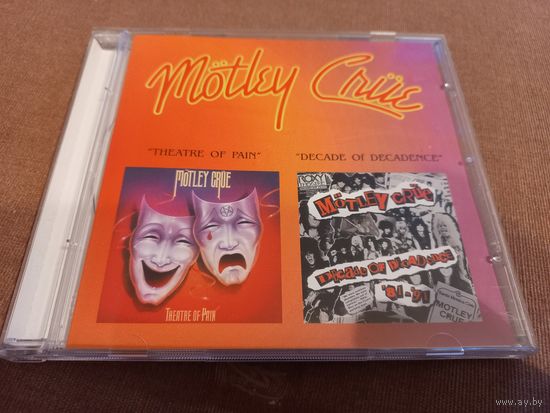 Mötley Crüe
"THEATRE OF PAIN"
"DECADE OF DECADENCE"
MÖTLEY CRÜE
THEATRE OF PAIN
MÖTLEY CRÜE
DECADE OF DECADENCE
'81-'91
MÖTLEY
CRÜE
www.ay.by